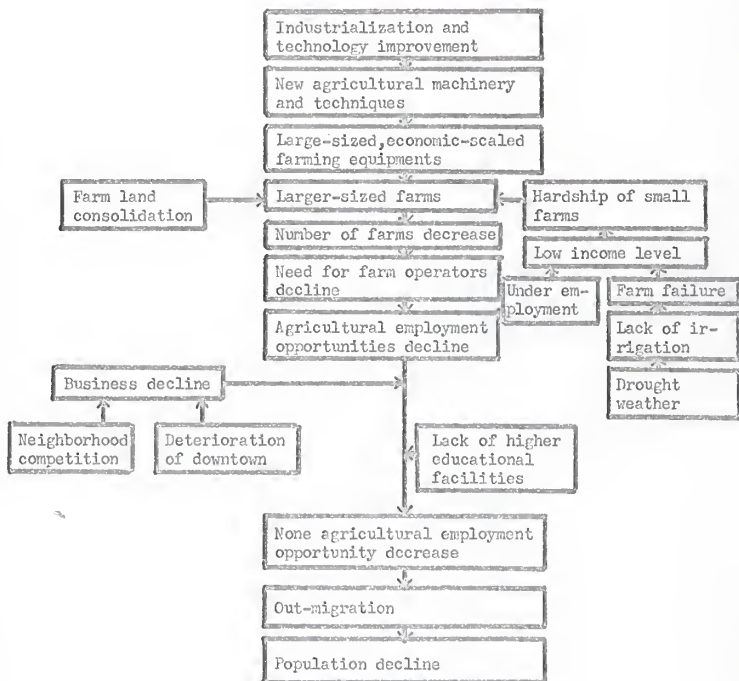 Industrialization and
technology improvement
New agricultural machinery
and techniques
Large-sized,economic-scaled
farming equipments
Farm land
consolidation
Larger-sized farms
Hardship of small
farms
Number of farms decrease
Low income level
Need for farm operators
decline
Under em-
ployment
Farm failure
Agricultural employment
opportunities decline
Lack of ir-
rigation
Business decline
Drought
weather
Neighborhood
competition
Deterioration
of downtown
Lack of higher
educational
facilities
None agricultural employment
opportunity decrease
Out-migration
Population decline